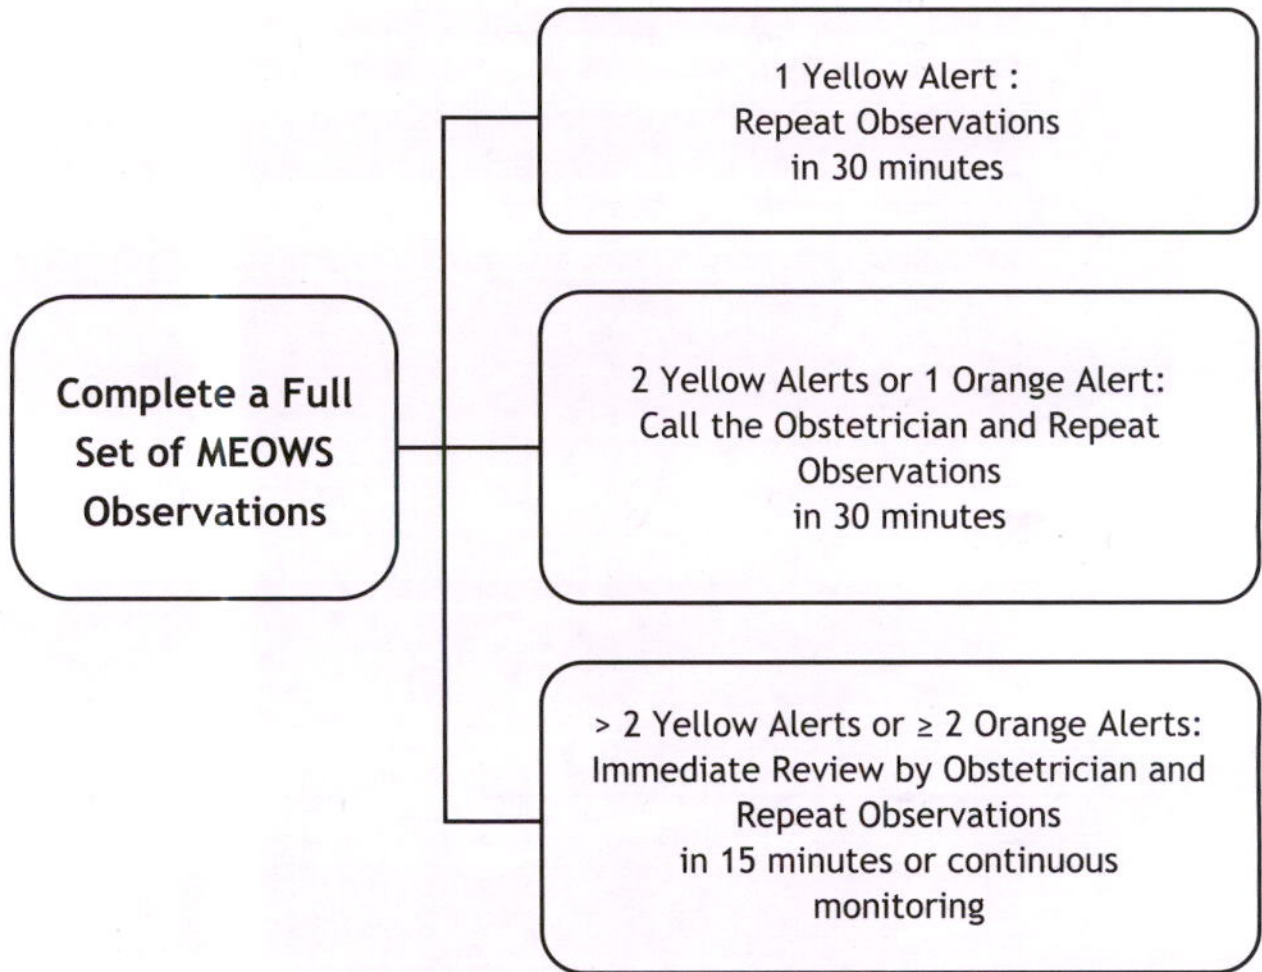 1 Yellow Alert :
Repeat Observations
in 30 minutes
Complete a Full
Set of MEOWS
Observations
2 Yellow Alerts or 1 Orange Alert:
Call the Obstetrician and Repeat
Observations
in 30 minutes
> 2 Yellow Alerts or ≥ 2 Orange Alerts:
Immediate Review by Obstetrician and
Repeat Observations
in 15 minutes or continuous
monitoring